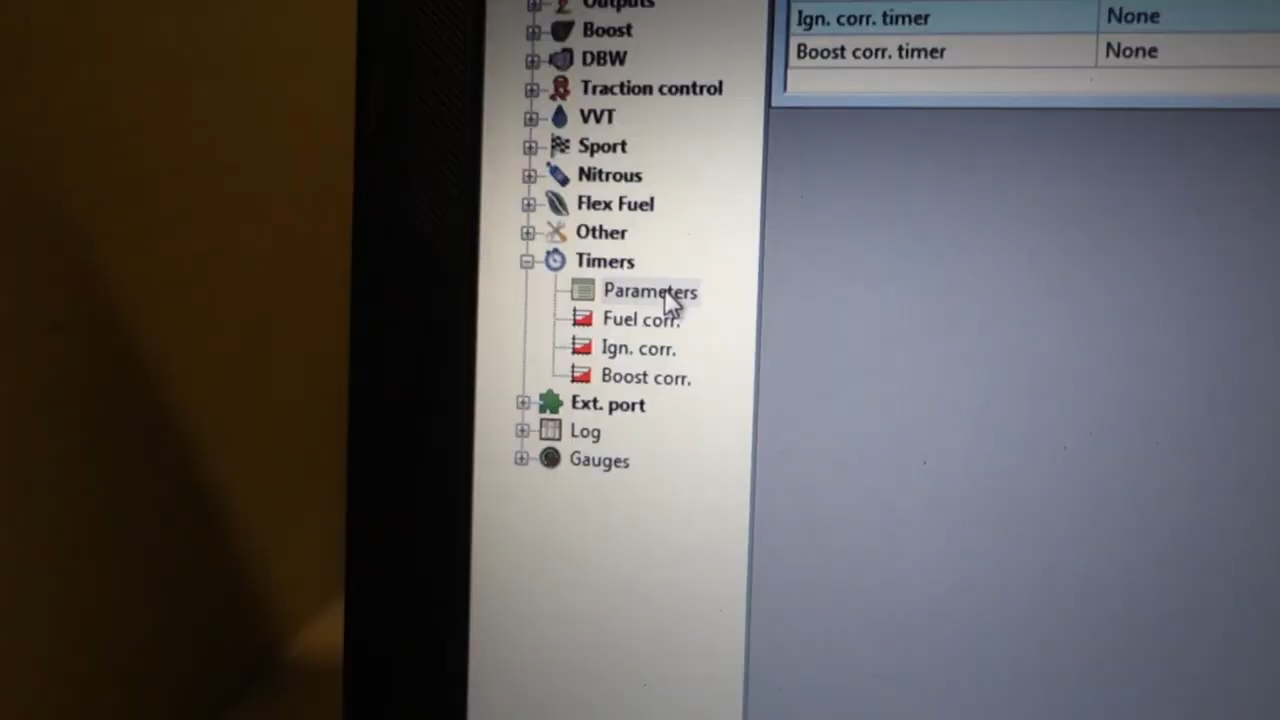 Outputs
Boost
DBW
Traction control
VVT
Sport
Nitrous
Flex Fuel
Other
Timers
Parameters
Fuel corr.
Ign. corr.
Boost corr.
Ext. port
Log
Gauges
Ign. corr. timer None
Boost corr. timer None